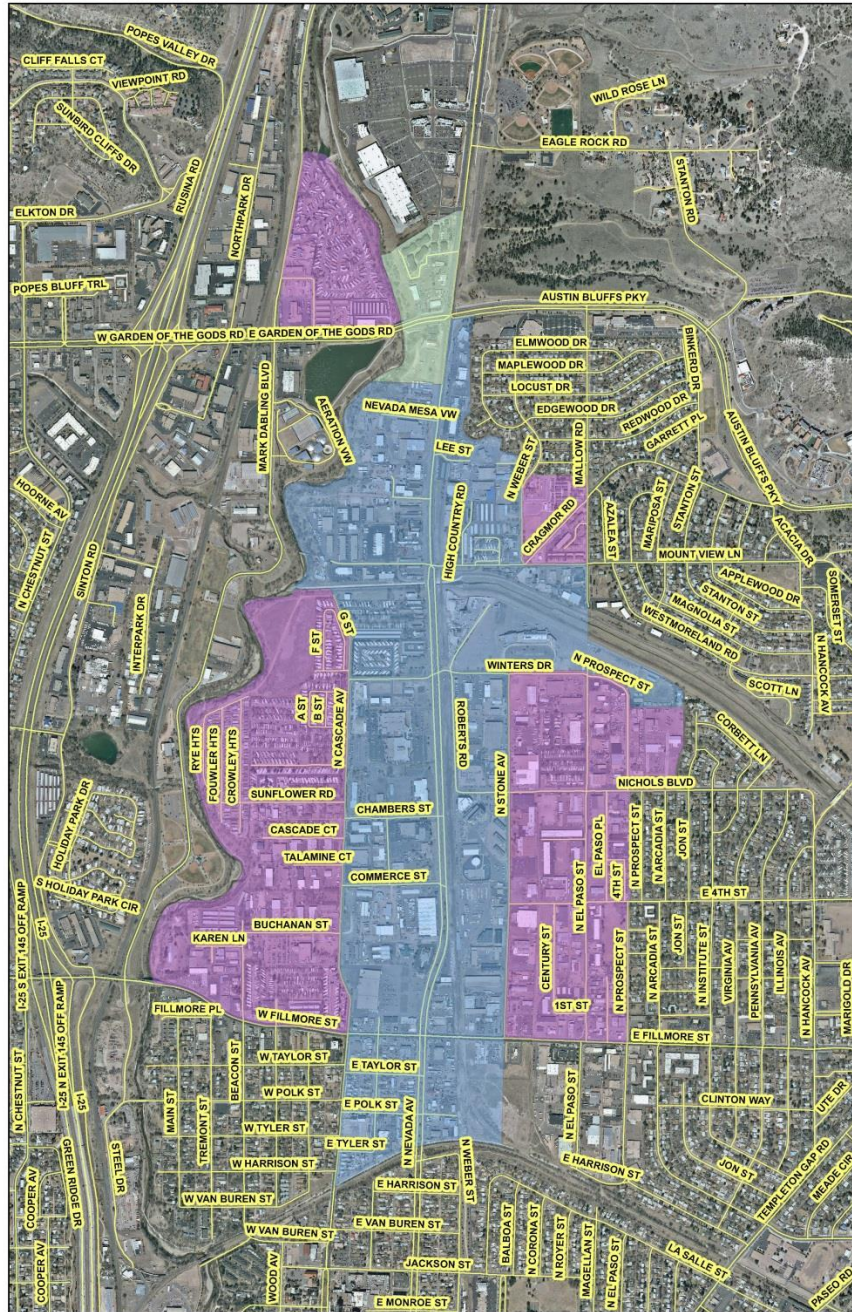 POPES VALLEY DR
CLIFF FALLS CT
VIEWPOINT RD
SUNBIRD CLIFFS DR
WILD ROSE LN
EAGLE ROCK RD
RUSINA RD
NORTHPARK DR
STANTON RD
ELKTON DR
POPES BLUFF TRL
AUSTIN BLUFFS PKY
W GARDEN OF THE GODS RD
E GARDEN OF THE GODS RD
MARK DABLING BLVD
ELMWOOD DR
MAPLEWOOD DR
LOCUST DR
EDGEWOOD DR
BINKERD DR
REDWOOD DR
GARRETT PL
AUSTIN BLUFFS PKY
NEVADA MESA VW
AERATION VW
LEE ST
N WEBER ST
MALLOW RD
HOORNE AV
N CHESTNUT ST
SINTON RD
HIGH COUNTRY RD
CRAGMOR RD
AZALEA ST
MARIPOSA ST
STANTON ST
ACACIA DR
MOUNT VIEW LN
APPLEWOOD DR
SOMERSET ST
STANTON ST
MAGNOLIA ST
WESTMORELAND RD
N HANCOCK AV
INTERPARK DR
G ST
F ST
WINTERS DR
N PROSPECT ST
SCOTT LN
A ST
B ST
N CASCADE AV
ROBERTS RD
N STONE AV
CORBETT LN
RYE HTS
FOUWLER HTS
CROWLEY HTS
SUNFLOWER RD
NICHOLS BLVD
HOLIDAY PARK DR
CHAMBERS ST
CASCADE CT
TALAMINE CT
COMMERCE ST
S HOLIDAY PARK CIR
N EL PASO ST
EL PASO PL
4TH ST
N PROSPECT ST
N ARCADIA ST
JON ST
E 4TH ST
I-25 S EXIT 145 OFF RAMP
I-25
BUCHANAN ST
KAREN LN
CENTURY ST
1ST ST
N PROSPECT ST
N ARCADIA ST
JON ST
N INSTITUTE ST
VIRGINIA AV
PENNSYLVANIA AV
ILLINOIS AV
N HANCOCK AV
MARIGOLD DR
FILLMORE PL
W FILLMORE ST
E FILLMORE ST
I-25 N EXIT 145 OFF RAMP
I-25
N CHESTNUT ST
BEACON ST
W TAYLOR ST
E TAYLOR ST
MAIN ST
TREMONT ST
W POLK ST
E POLK ST
W TYLER ST
E TYLER ST
N NEVADA AV
N WEBER ST
N EL PASO ST
CLINTON WAY
UTE DR
STEEL DR
GREEN RIDGE DR
W HARRISON ST
E HARRISON ST
E HARRISON ST
JON ST
TEMPLETON GAP RD
MEADE CIR
COOPER AV
W VAN BUREN ST
W VAN BUREN ST
E VAN BUREN ST
BALBOA ST
N CORONA ST
N ROYER ST
MAGELLAN ST
N EL PASO ST
LA SALLE ST
PASEO RD
COOPER AV
WOOD AV
JACKSON ST
E MONROE ST